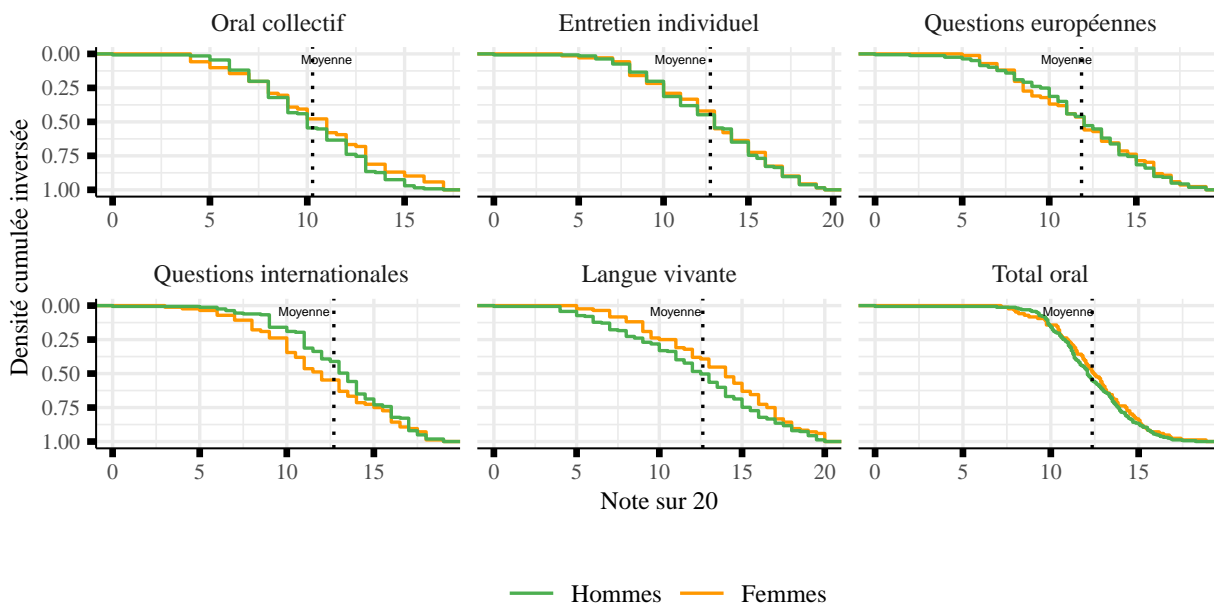 Oral collectif
Entretien individuel
Questions européennes
0.00
0.25
0.50
0.75
1.00
Moyenne
Moyenne
Moyenne
0 5 10 15
0 5 10 15 20
0 5 10 15
Questions internationales
Langue vivante
Total oral
0.00
0.25
0.50
0.75
1.00
Moyenne
Moyenne
Moyenne
0 5 10 15
0 5 10 15 20
0 5 10 15
Densité cumulée inversée
Note sur 20
Hommes Femmes